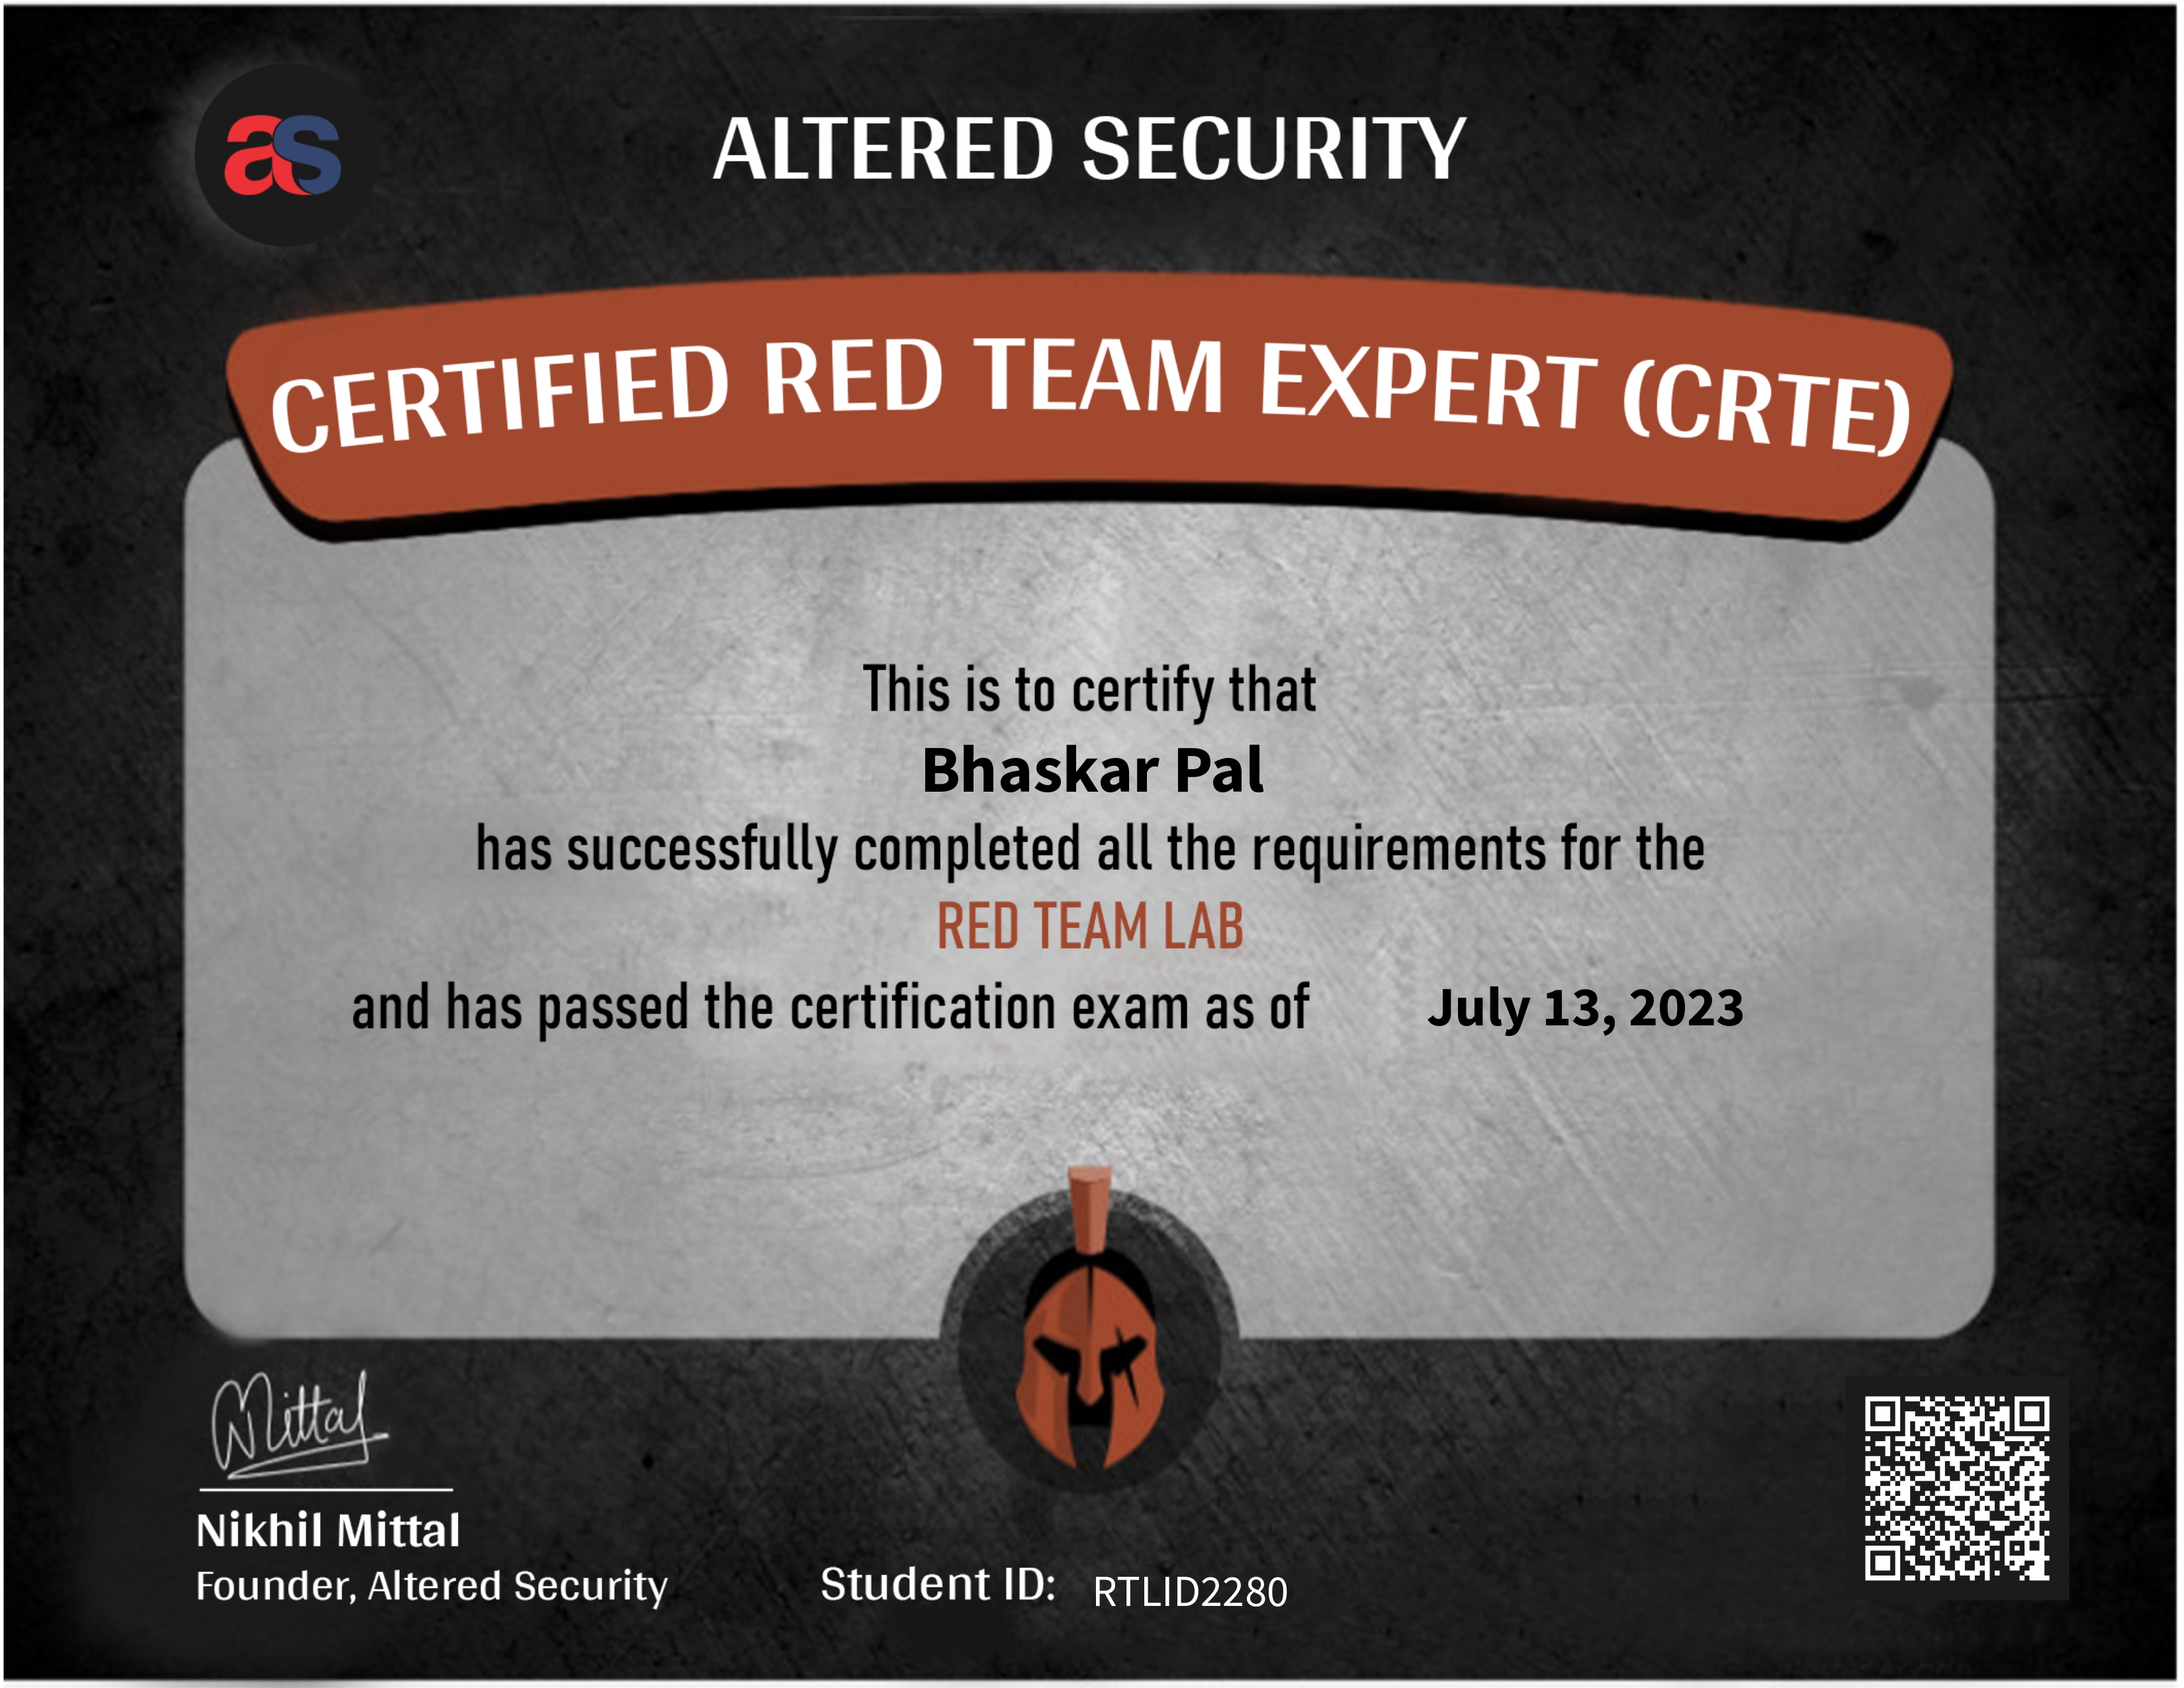 as
ALTERED SECURITY
CERTIFIED RED TEAM EXPERT (CRTE)
This is to certify that
Bhaskar Pal
has successfully completed all the requirements for the
RED TEAM LAB
and has passed the certification exam as of July 13, 2023
Mittal
Nikhil Mittal
Founder, Altered Security
Student ID: RTLID2280